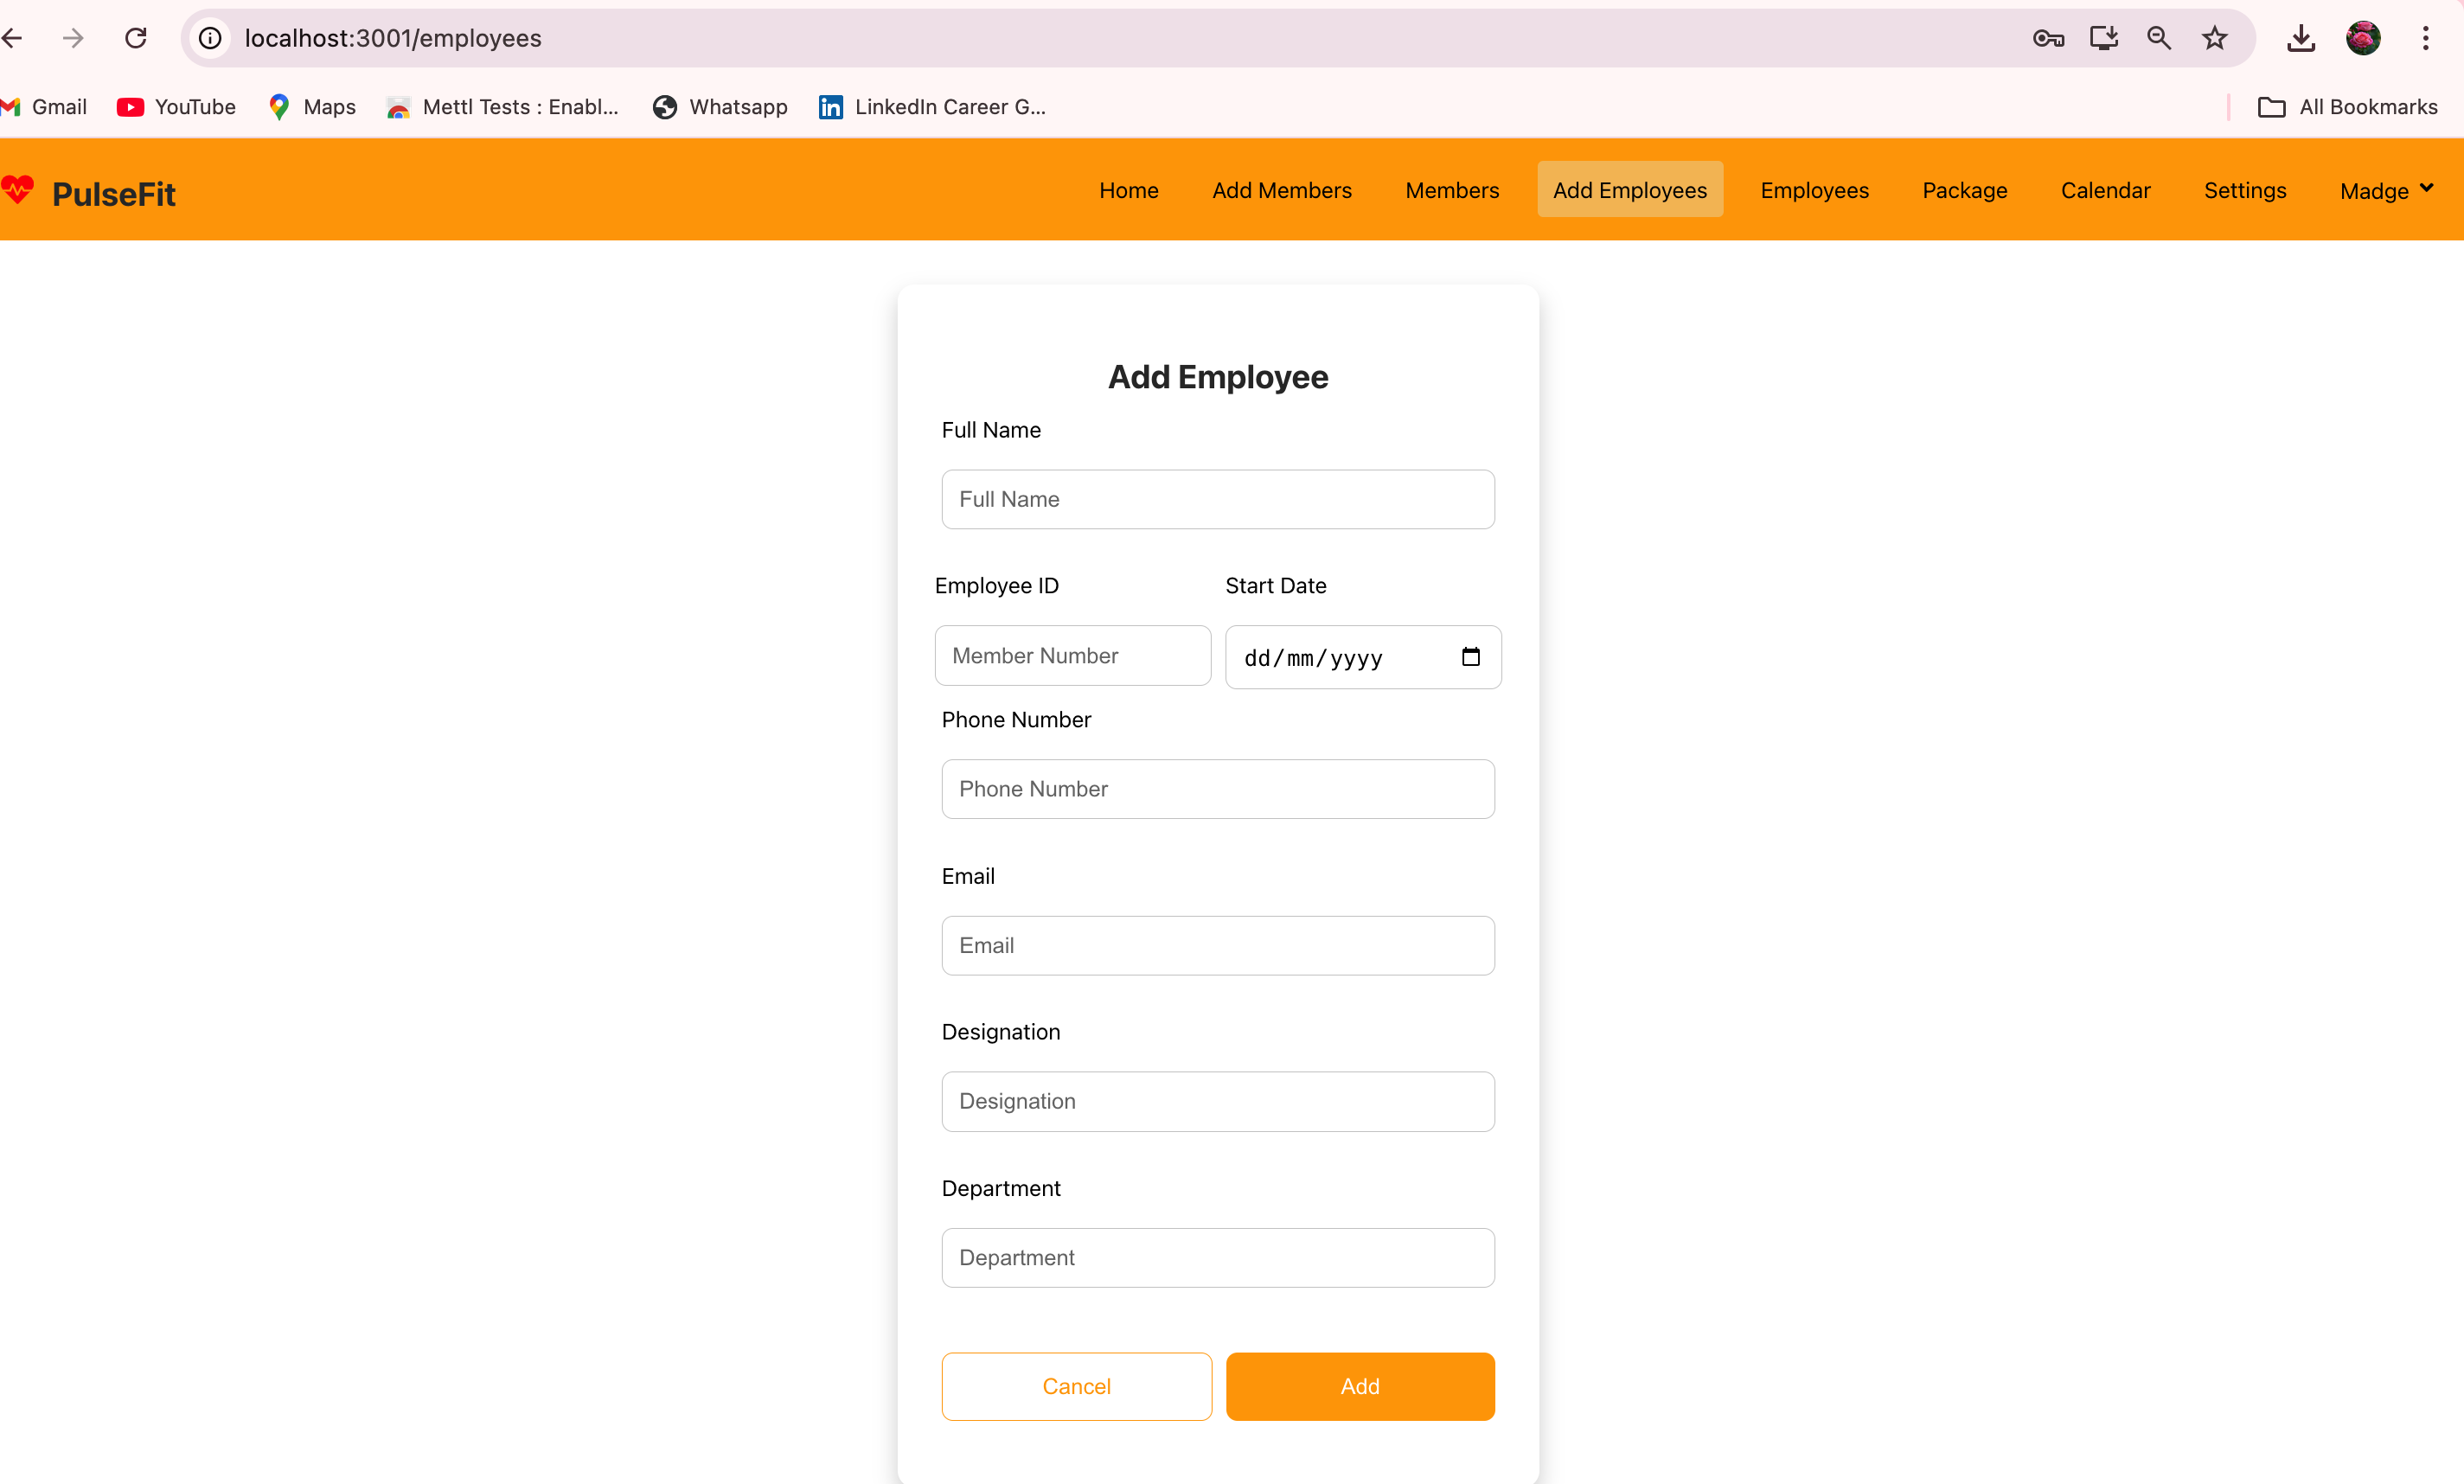 localhost:3001/employees
Gmail YouTube Maps Mettl Tests : Enabl... Whatsapp LinkedIn Career G... All Bookmarks
PulseFit Home Add Members Members Add Employees Employees Package Calendar Settings Madge
Add Employee
Full Name
Full Name
Employee ID Start Date
Member Number dd/mm/yyyy
Phone Number
Phone Number
Email
Email
Designation
Designation
Department
Department
Cancel Add